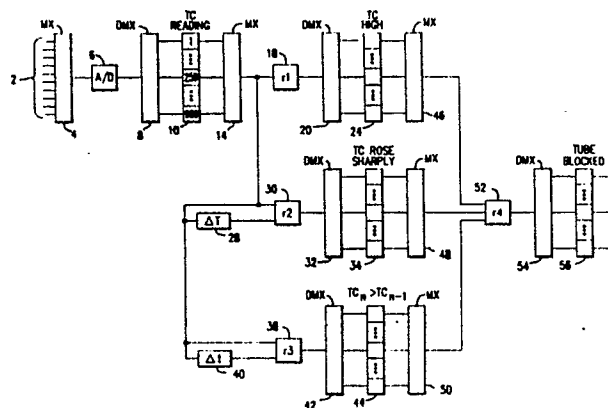 MX
DMX
TC READING
MX
18
DMX
TC HIGH
MX
2
6
A/D
1
250
r1
4
8
10
14
20
24
46
30
DMX
TC ROSE SHARPLY
MX
52
DMX
TUBE BLOCKED
r2
r4
ΔT
28
32
34
48
54
56
38
DMX
TCN >TCN-1
MX
r3
Δt
40
42
44
50